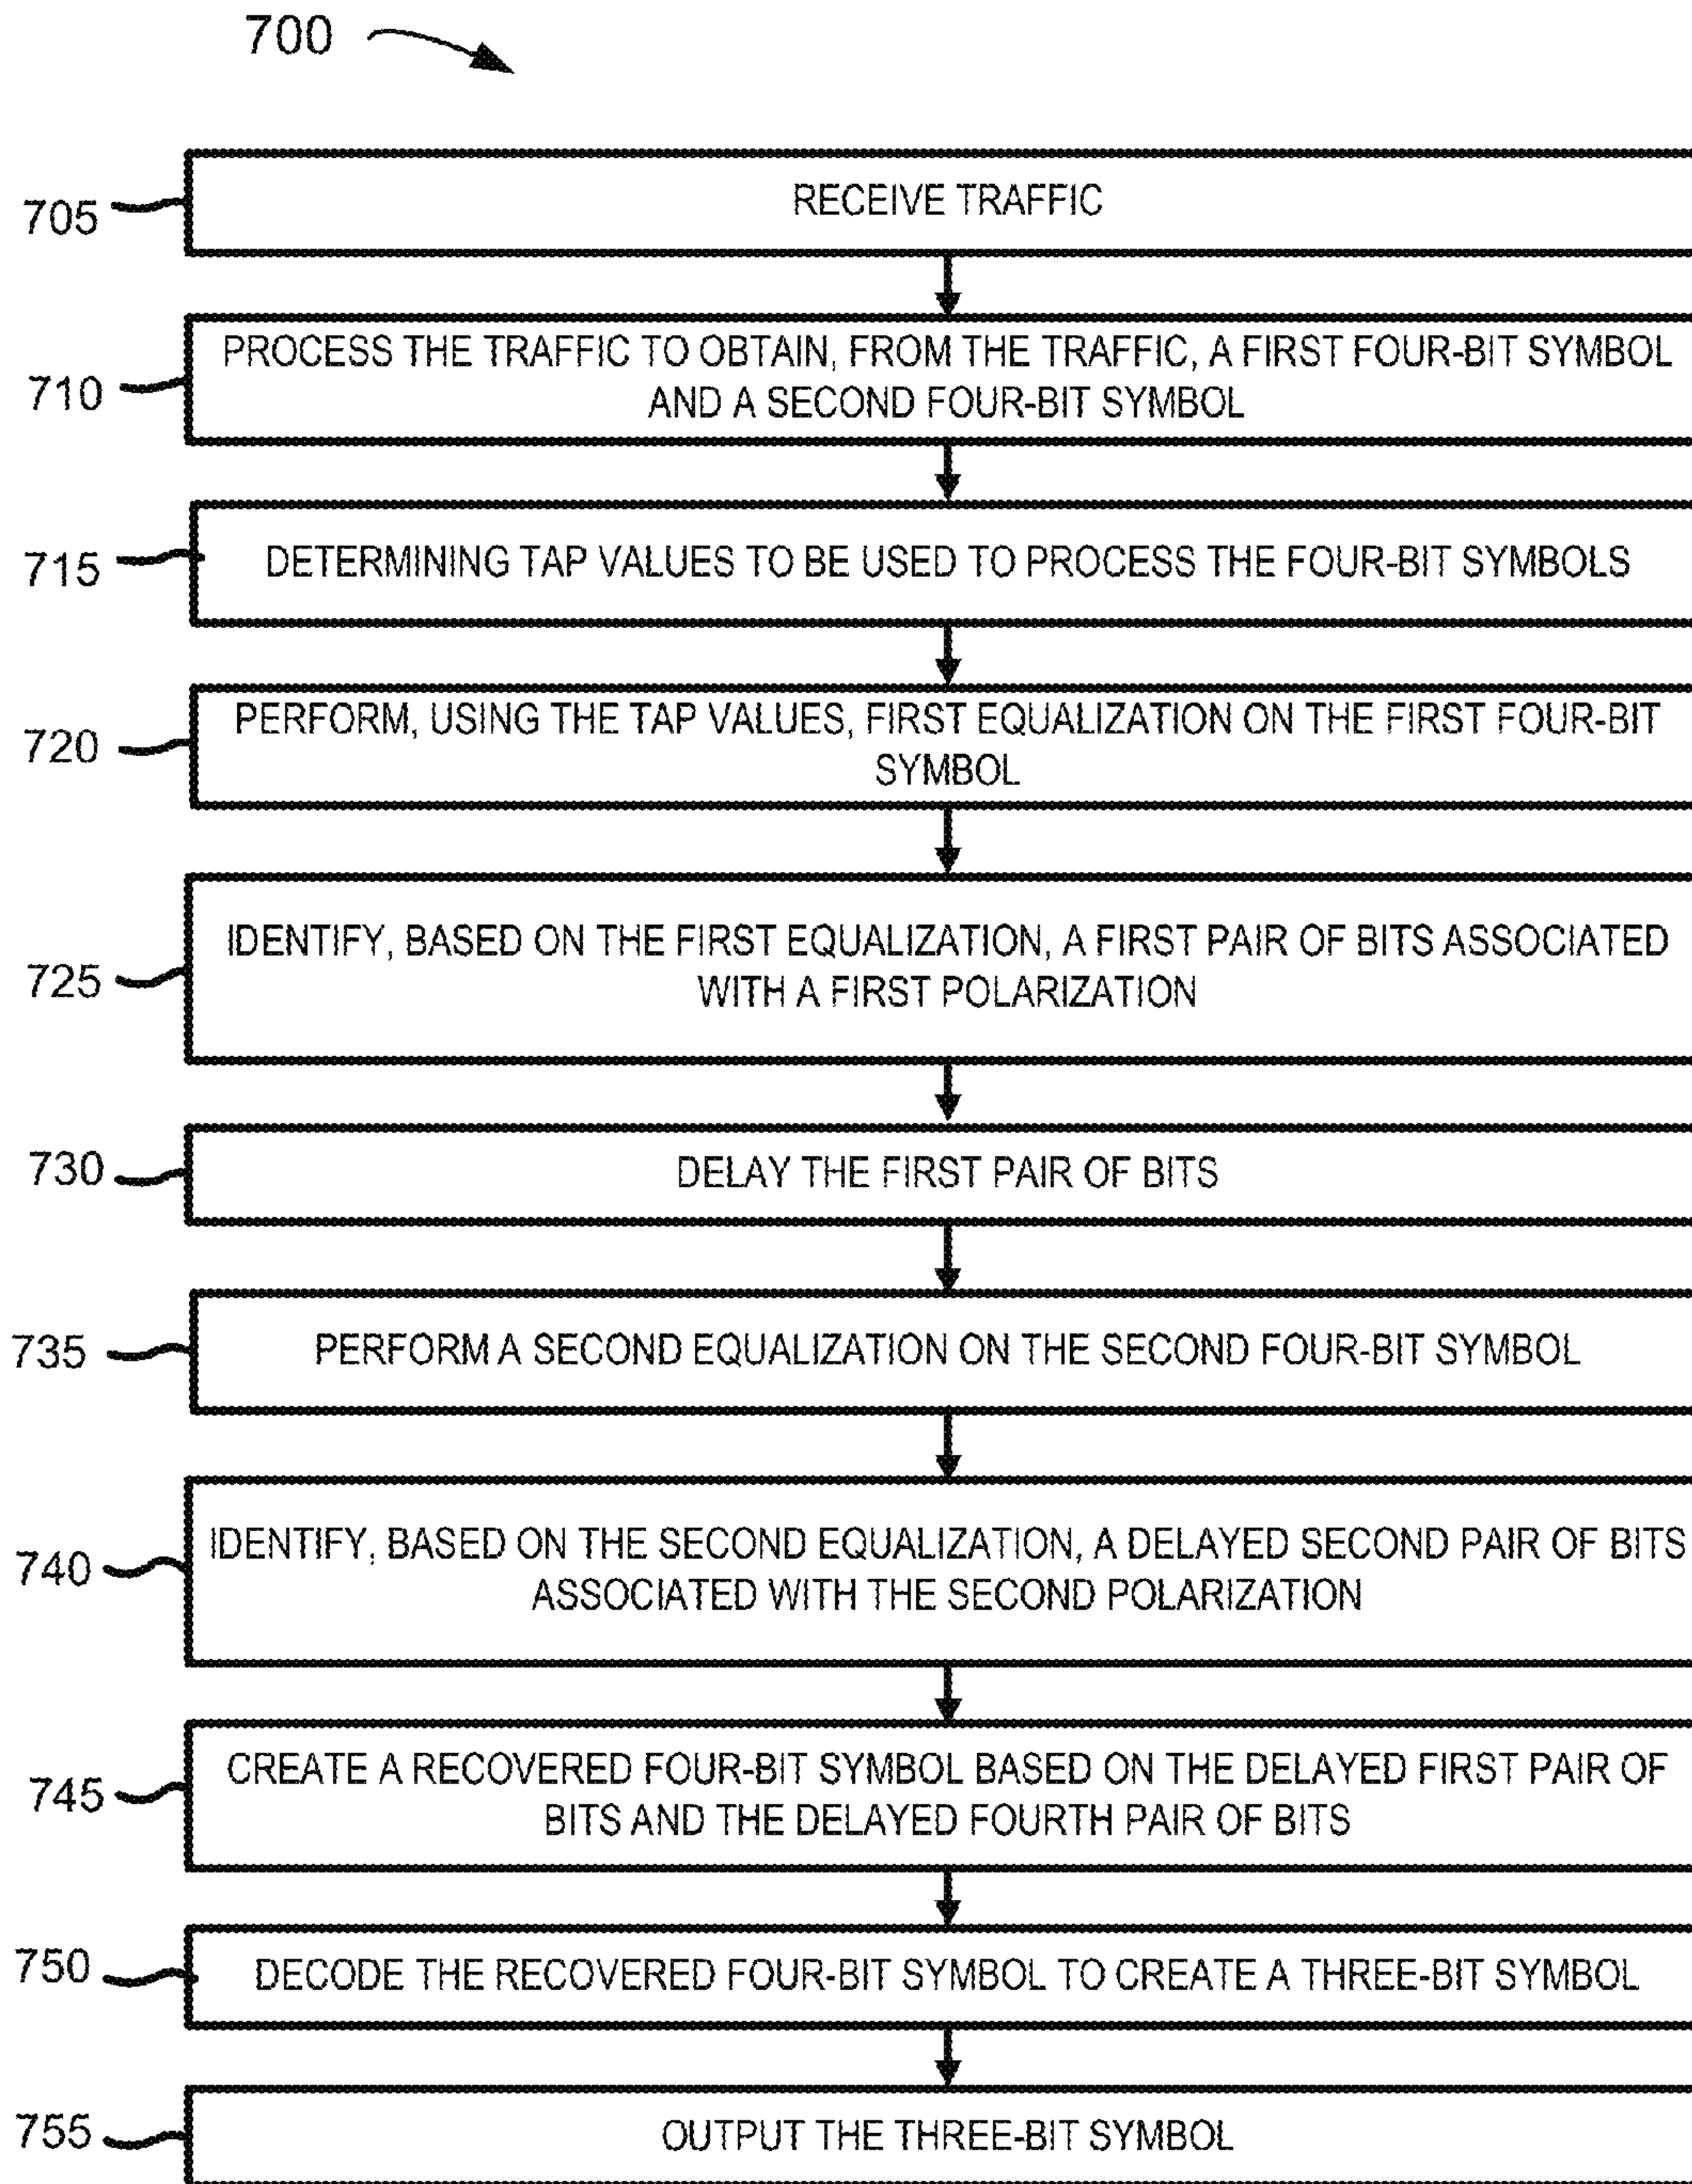 700
705
RECEIVE TRAFFIC
710
PROCESS THE TRAFFIC TO OBTAIN, FROM THE TRAFFIC, A FIRST FOUR-BIT SYMBOL
AND A SECOND FOUR-BIT SYMBOL
715
DETERMINING TAP VALUES TO BE USED TO PROCESS THE FOUR-BIT SYMBOLS
720
PERFORM, USING THE TAP VALUES, FIRST EQUALIZATION ON THE FIRST FOUR-BIT
SYMBOL
725
IDENTIFY, BASED ON THE FIRST EQUALIZATION, A FIRST PAIR OF BITS ASSOCIATED
WITH A FIRST POLARIZATION
730
DELAY THE FIRST PAIR OF BITS
735
PERFORM A SECOND EQUALIZATION ON THE SECOND FOUR-BIT SYMBOL
740
IDENTIFY, BASED ON THE SECOND EQUALIZATION, A DELAYED SECOND PAIR OF BITS
ASSOCIATED WITH THE SECOND POLARIZATION
745
CREATE A RECOVERED FOUR-BIT SYMBOL BASED ON THE DELAYED FIRST PAIR OF
BITS AND THE DELAYED FOURTH PAIR OF BITS
750
DECODE THE RECOVERED FOUR-BIT SYMBOL TO CREATE A THREE-BIT SYMBOL
755
OUTPUT THE THREE-BIT SYMBOL